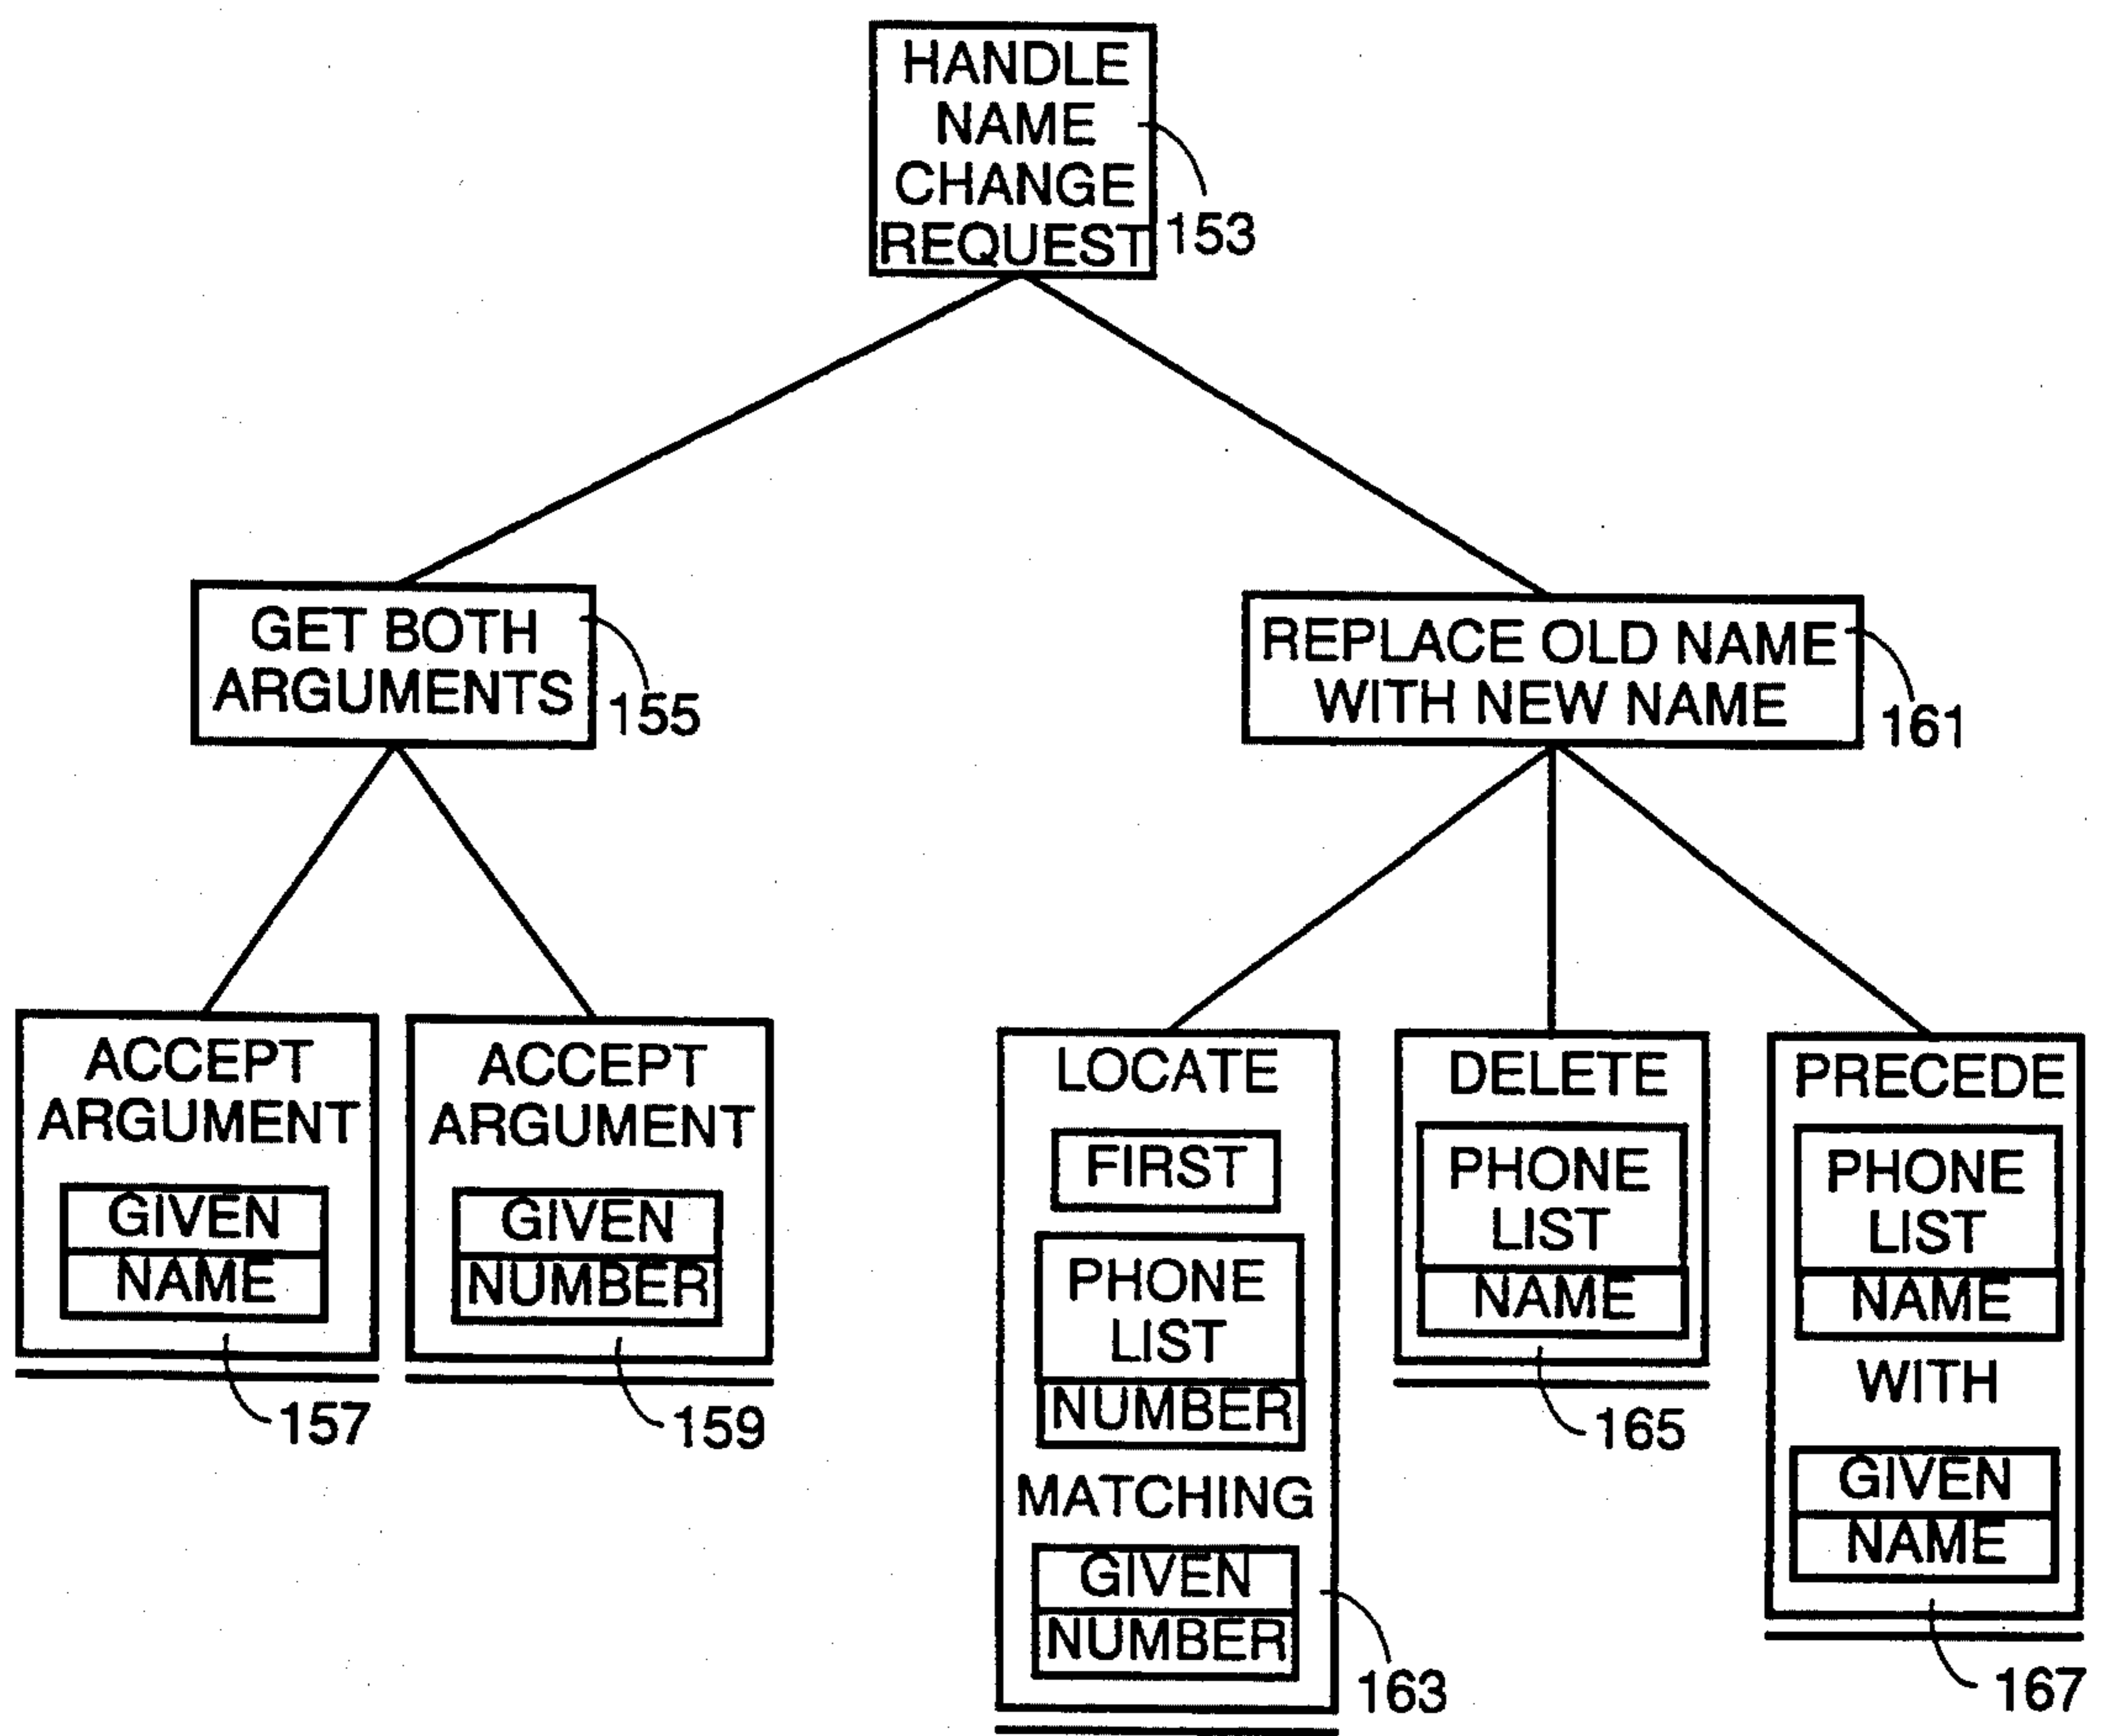 HANDLE
NAME
CHANGE
REQUEST
153
GET BOTH
ARGUMENTS
155
REPLACE OLD NAME
WITH NEW NAME
161
ACCEPT
ARGUMENT
GIVEN
NAME
157
ACCEPT
ARGUMENT
GIVEN
NUMBER
159
LOCATE
FIRST
PHONE
LIST
NUMBER
MATCHING
GIVEN
NUMBER
163
DELETE
PHONE
LIST
NAME
165
PRECEDE
PHONE
LIST
NAME
WITH
GIVEN
NAME
167